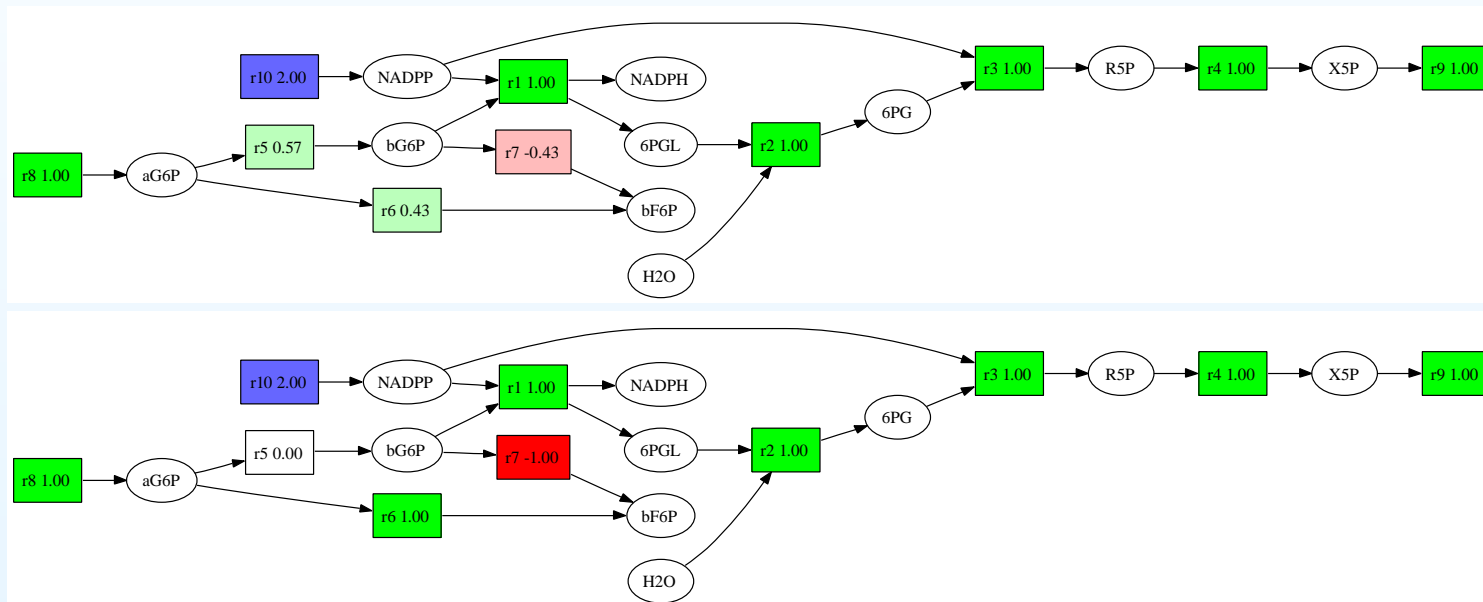 r10 2.00
NADPP
r1 1.00
NADPH
r3 1.00
R5P
r4 1.00
X5P
r9 1.00
6PG
r5 0.57
bG6P
r7 -0.43
6PGL
r2 1.00
r8 1.00
aG6P
r6 0.43
bF6P
H2O
r10 2.00
NADPP
r1 1.00
NADPH
r3 1.00
R5P
r4 1.00
X5P
r9 1.00
6PG
r5 0.00
bG6P
r7 -1.00
6PGL
r2 1.00
r8 1.00
aG6P
r6 1.00
bF6P
H2O